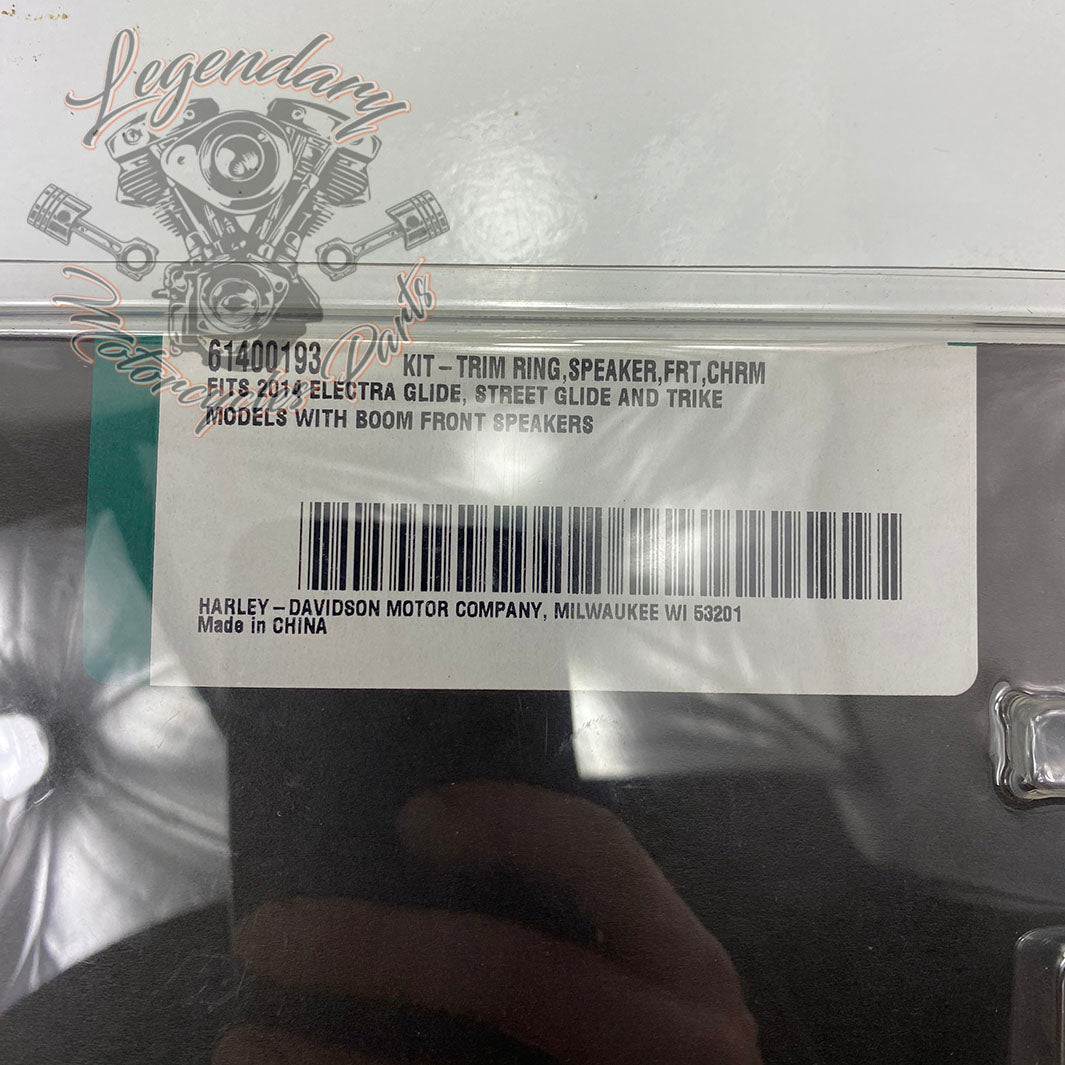 Legendary
Motorcycles Parts
61400193 KIT-TRIM RING,SPEAKER,FRT,CHRM
FITS 2014 ELECTRA GLIDE, STREET GLIDE AND TRIKE
MODELS WITH BOOM FRONT SPEAKERS
HARLEY-DAVIDSON MOTOR COMPANY, MILWAUKEE WI 53201
Made in CHINA